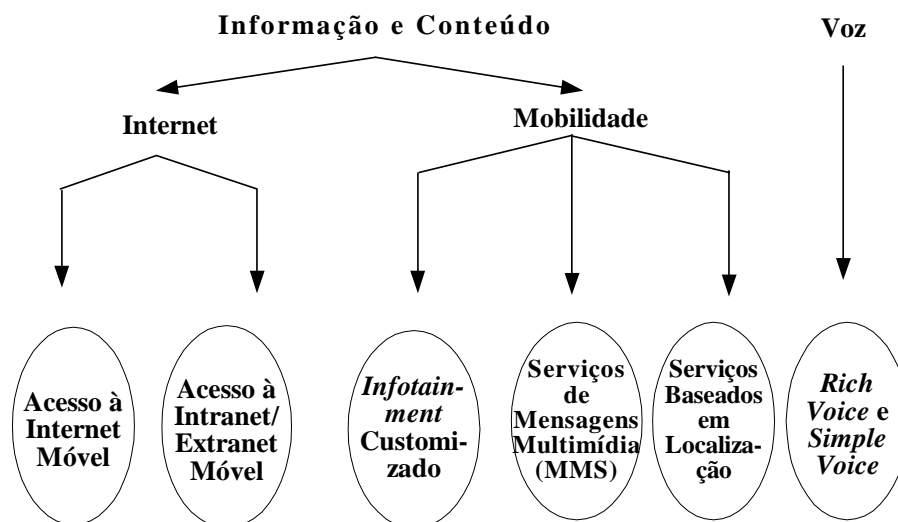 Informação e Conteúdo
Voz
Internet
Mobilidade
Acesso à
Internet
Móvel
Acesso à
Intranet/
Extranet
Móvel
Infotain-
ment
Customi-
zado
Serviços
de
Mensagens
Multimídia
(MMS)
Serviços
Baseados
em
Localiza-
ção
Rich
Voice e
Simple
Voice